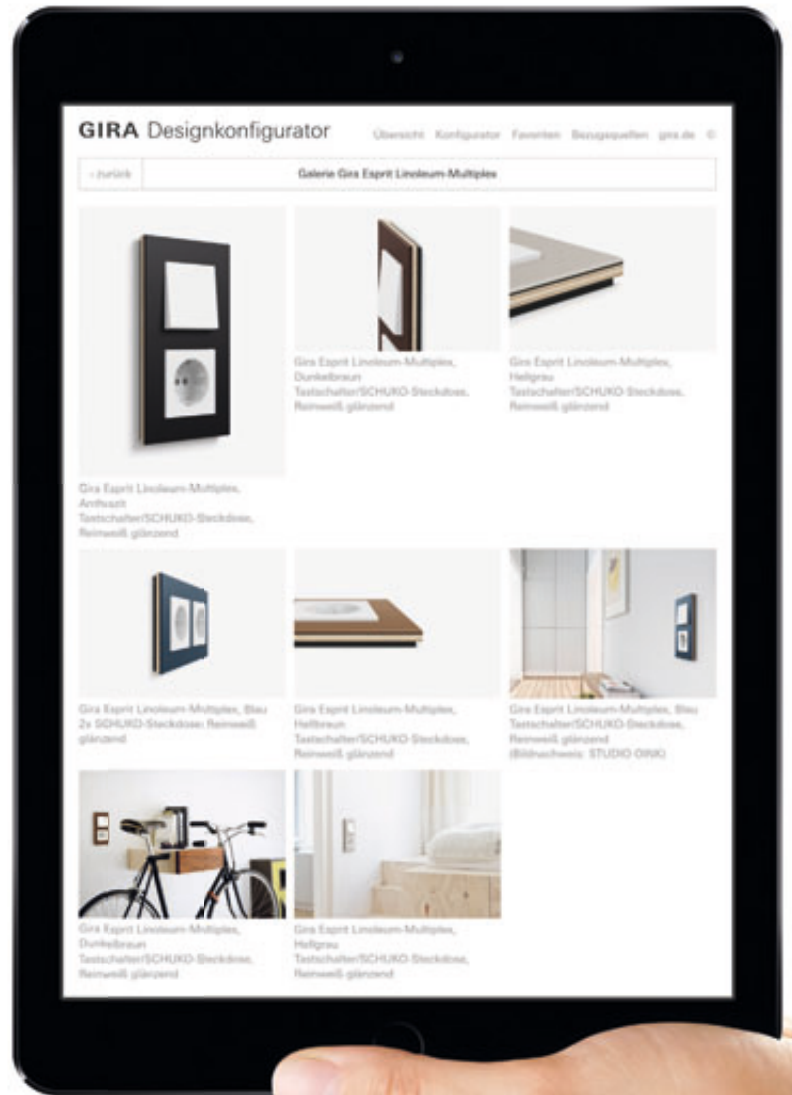 GIRA Designkonfigurator
Übersicht Konfigurator Favoriten Bezugsquellen gira.de ©
‹ zurück
Galerie Gira Esprit Linoleum-Multiplex
Gira Esprit Linoleum-Multiplex,
Anthrazit
Tastschalter/SCHUKO-Steckdose,
Reinweiß glänzend
Gira Esprit Linoleum-Multiplex,
Dunkelbraun
Tastschalter/SCHUKO-Steckdose,
Reinweiß glänzend
Gira Esprit Linoleum-Multiplex,
Hellgrau
Tastschalter/SCHUKO-Steckdose,
Reinweiß glänzend
Gira Esprit Linoleum-Multiplex, Blau
2x SCHUKO-Steckdose: Reinweiß
glänzend
Gira Esprit Linoleum-Multiplex,
Hellbraun
Tastschalter/SCHUKO-Steckdose,
Reinweiß glänzend
Gira Esprit Linoleum-Multiplex, Blau
Tastschalter/SCHUKO-Steckdose,
Reinweiß glänzend
(Bildnachweis: STUDIO OINK)
Gira Esprit Linoleum-Multiplex,
Dunkelbraun
Tastschalter/SCHUKO-Steckdose,
Reinweiß glänzend
Gira Esprit Linoleum-Multiplex,
Hellgrau
Tastschalter/SCHUKO-Steckdose,
Reinweiß glänzend